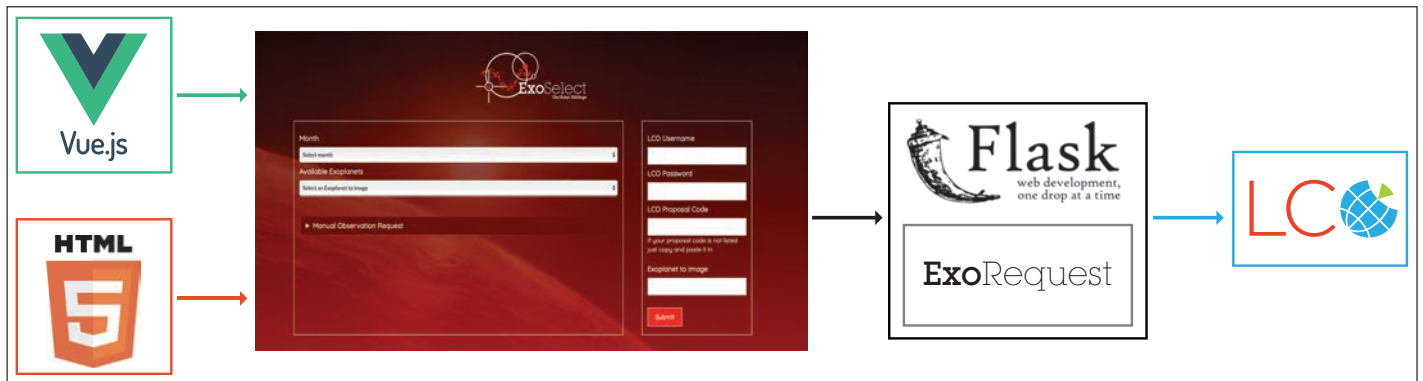 Vue.js
HTML
5
ExoSelect
Month
Select month
Available Exoplanets
Select an Exoplanet to Image
▶ Manual Observation Request
LCO Username
LCO Password
LCO Proposal Code
If your proposal code is not listed
just copy and paste it in
Exoplanet to Image
Submit
Flask
web development,
one drop at a time
ExoRequest
LCO